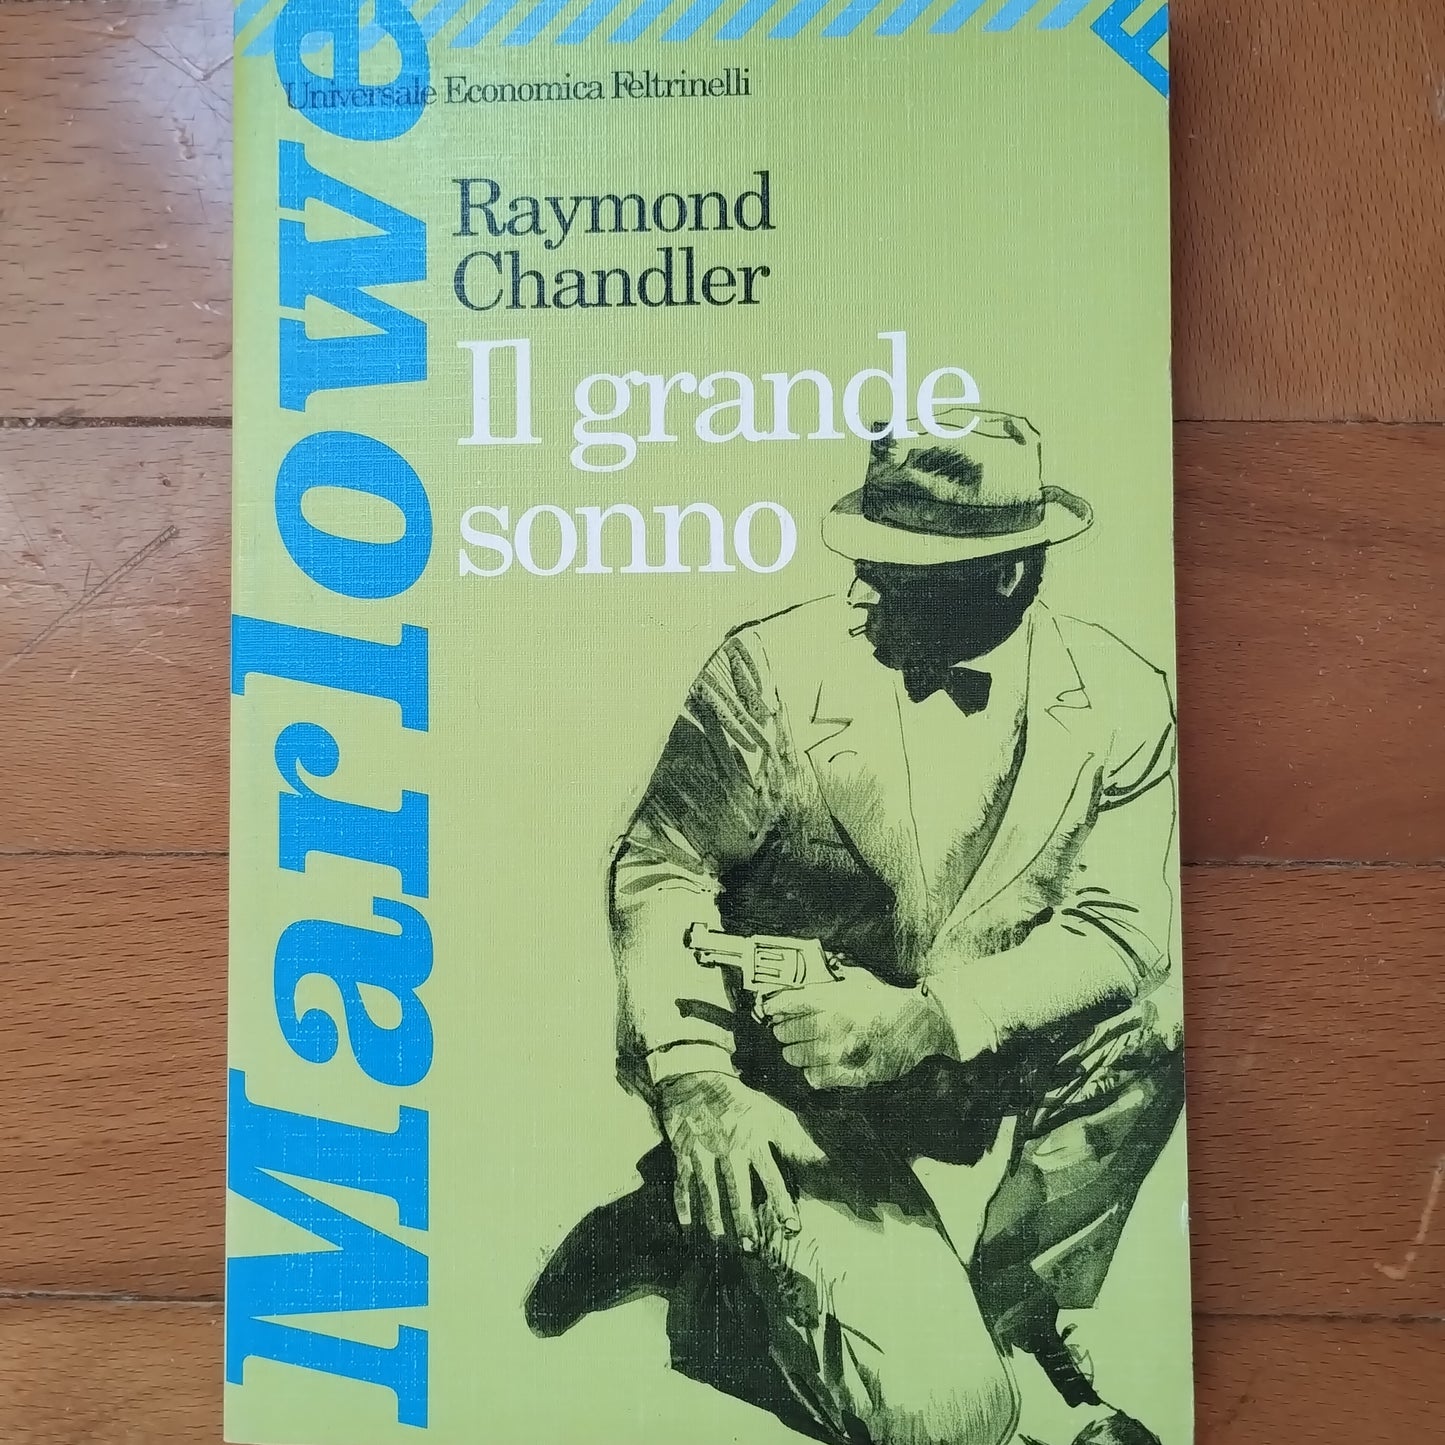 Universale Economica Feltrinelli
Marlowe
Raymond
Chandler
Il grande
sonno